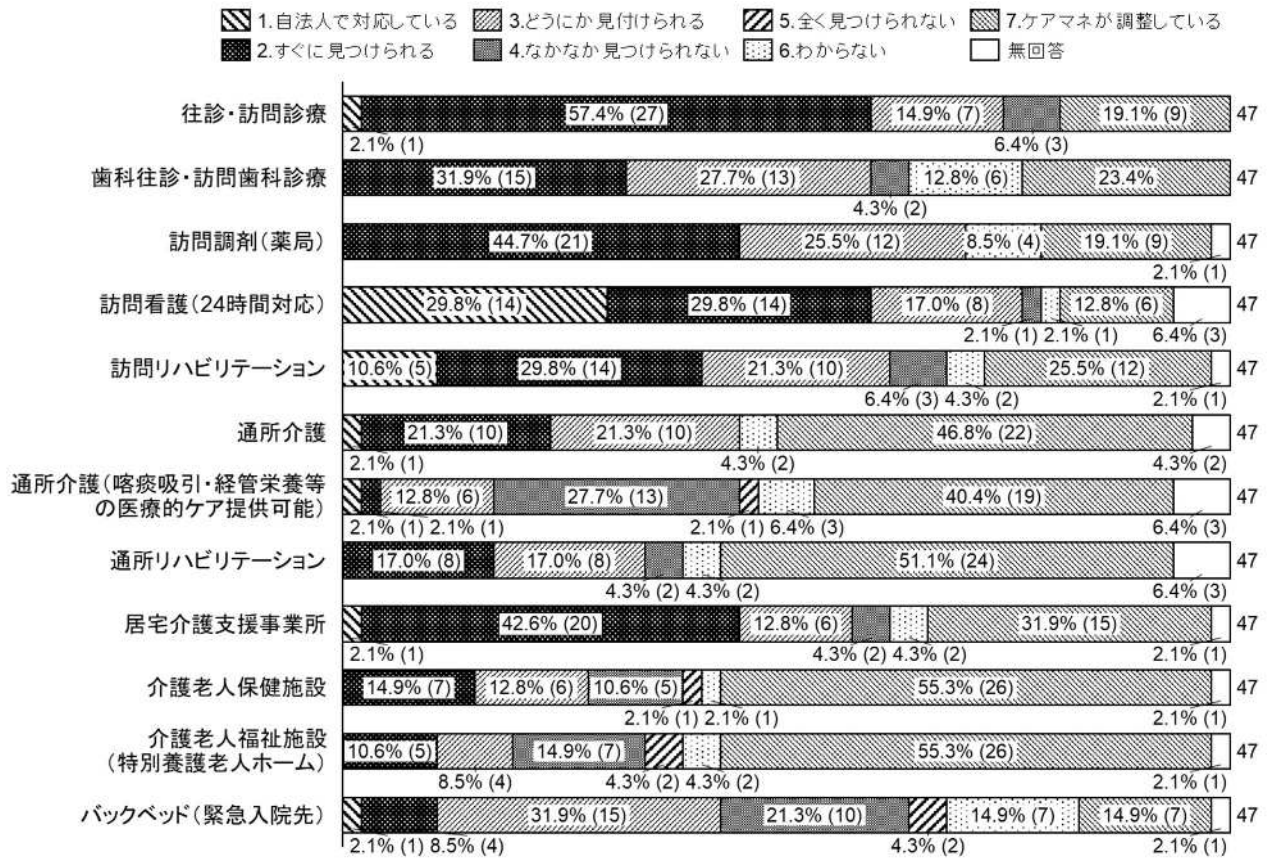 1.自法人で対応している 3.どうにか見付けられる 5.全く見つけられない 7.ケアマネが調整している
2.すぐに見つけられる 4.なかなか見つけられない 6.わからない 無回答
往診・訪問診療 57.4% (27) 14.9% (7) 19.1% (9) 47
2.1% (1) 6.4% (3)
歯科往診・訪問歯科診療 31.9% (15) 27.7% (13) 12.8% (6) 23.4% 47
4.3% (2)
訪問調剤(薬局) 44.7% (21) 25.5% (12) 8.5% (4) 19.1% (9) 47
2.1% (1)
訪問看護(24時間対応) 29.8% (14) 29.8% (14) 17.0% (8) 12.8% (6) 47
2.1% (1) 2.1% (1) 6.4% (3)
訪問リハビリテーション 10.6% (5) 29.8% (14) 21.3% (10) 25.5% (12) 47
6.4% (3) 4.3% (2) 2.1% (1)
通所介護 21.3% (10) 21.3% (10) 46.8% (22) 47
2.1% (1) 4.3% (2) 4.3% (2)
通所介護(喀痰吸引・経管栄養等
の医療的ケア提供可能) 12.8% (6) 27.7% (13) 40.4% (19) 47
2.1% (1) 2.1% (1) 2.1% (1) 6.4% (3) 6.4% (3)
通所リハビリテーション 17.0% (8) 17.0% (8) 51.1% (24) 47
4.3% (2) 4.3% (2) 6.4% (3)
居宅介護支援事業所 42.6% (20) 12.8% (6) 31.9% (15) 47
2.1% (1) 4.3% (2) 4.3% (2) 2.1% (1)
介護老人保健施設 14.9% (7) 12.8% (6) 10.6% (5) 55.3% (26) 47
2.1% (1) 2.1% (1) 2.1% (1)
介護老人福祉施設
(特別養護老人ホーム) 10.6% (5) 14.9% (7) 55.3% (26) 47
8.5% (4) 4.3% (2) 4.3% (2) 2.1% (1)
バックベッド(緊急入院先) 31.9% (15) 21.3% (10) 14.9% (7) 14.9% (7) 47
2.1% (1) 8.5% (4) 4.3% (2) 2.1% (1)